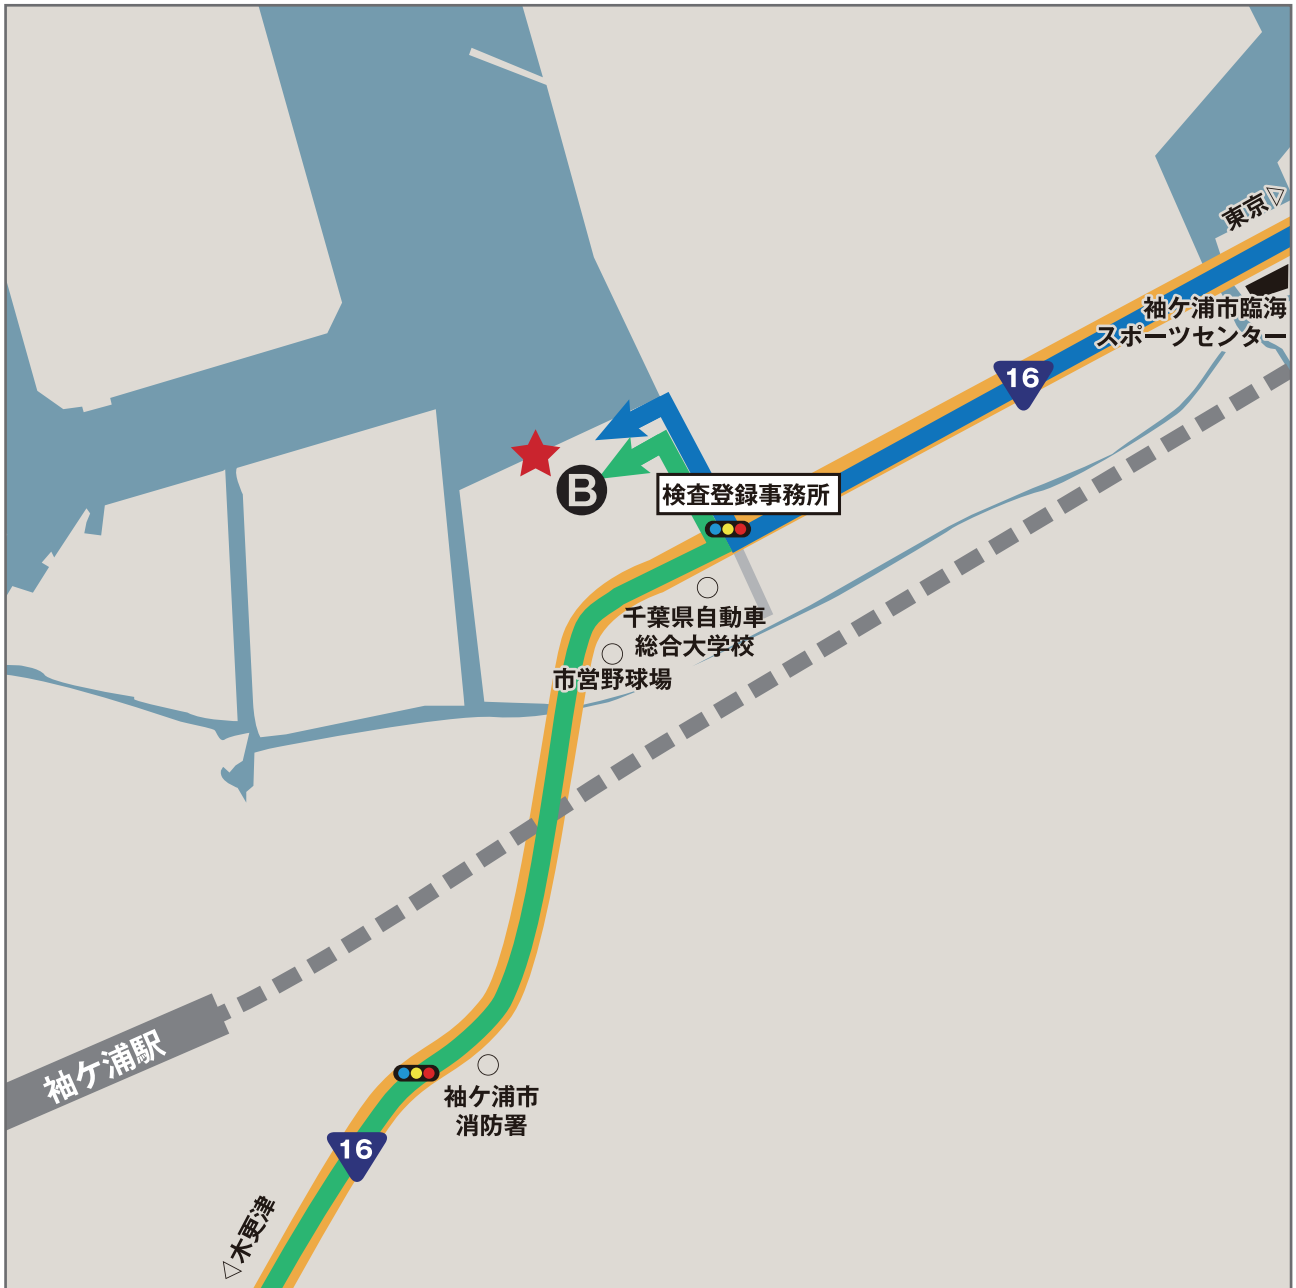 東京
袖ケ浦市臨海
スポーツセンター
16
B
検査登録事務所
千葉県自動車
総合大学校
市営野球場
袖ケ浦駅
袖ケ浦市
消防署
16
木更津